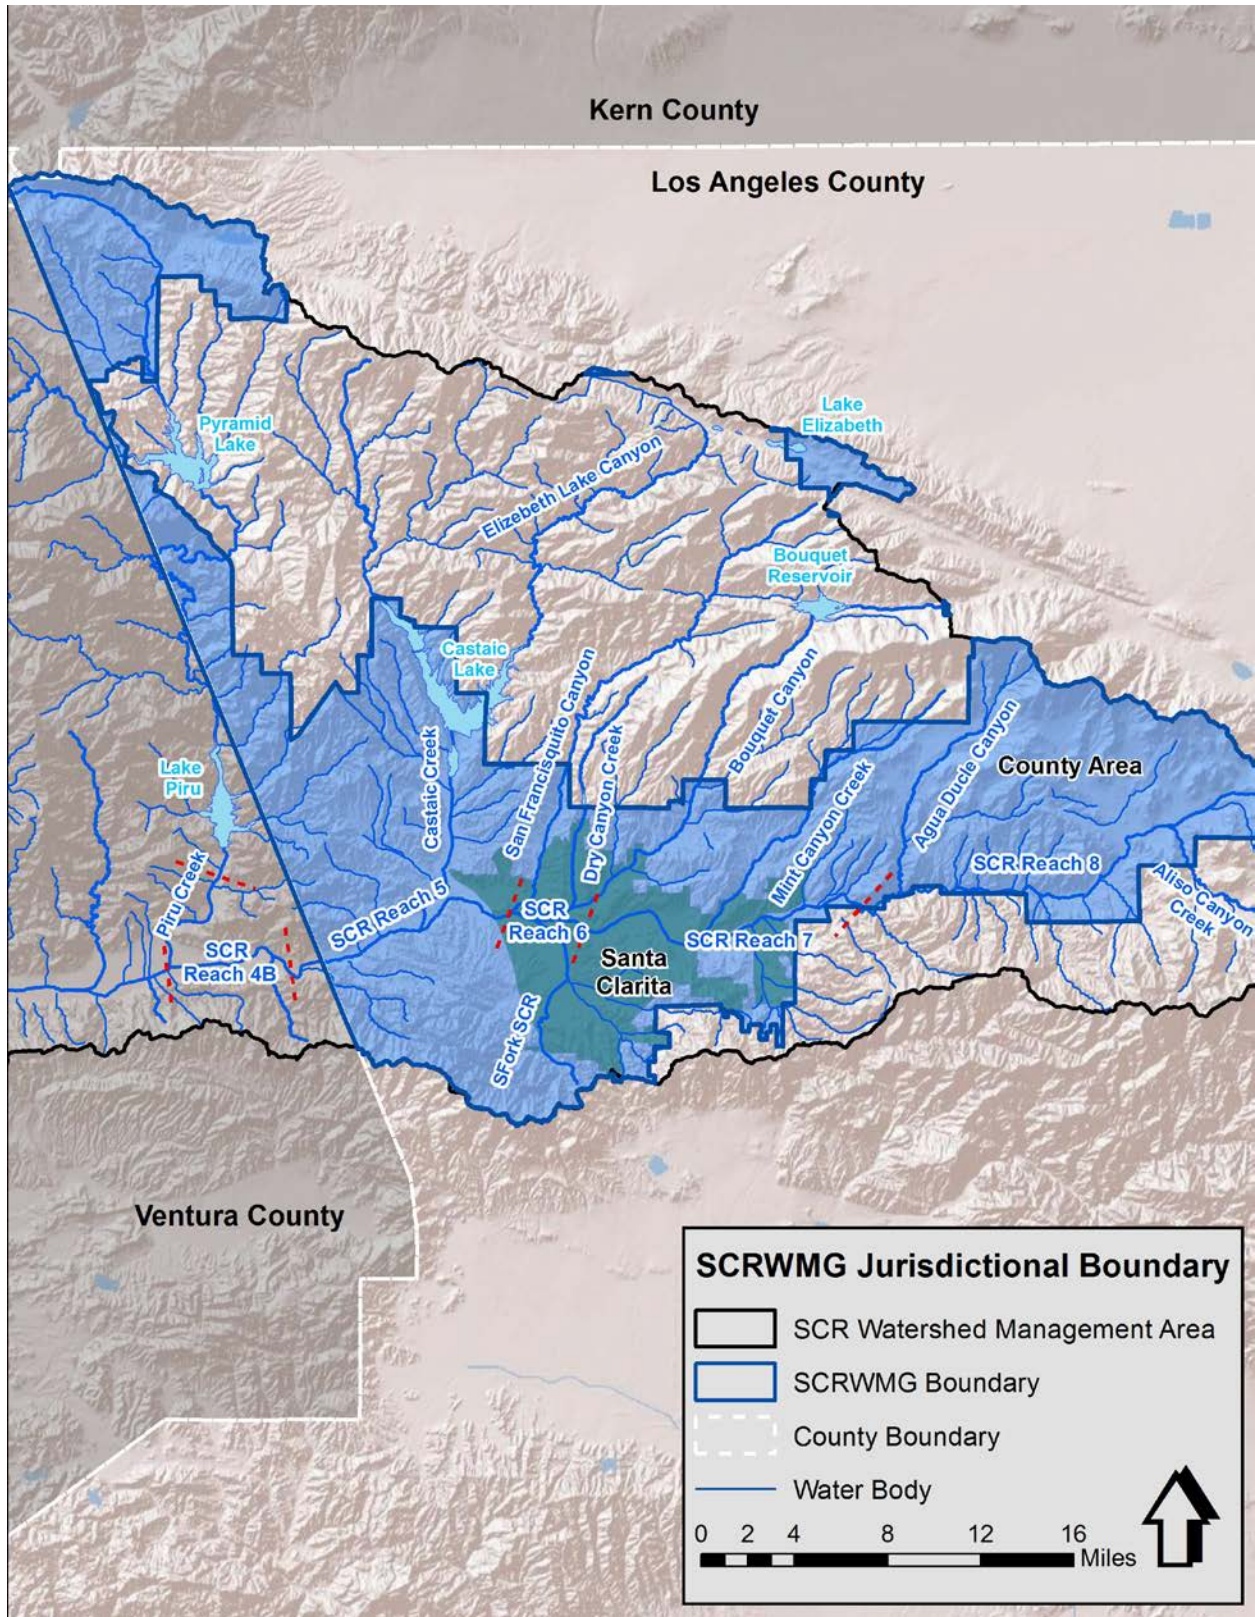 Kern County
Los Angeles County
Lake
Elizabeth
Pyramid
Lake
Elizebeth Lake Canyon
Bouquet
Reservoir
Castaic
Lake
San Francisquito Canyon
Bouquet Canyon
Agua Dulcie Canyon
County Area
Lake
Piru
Castaic Creek
Dry Canyon Creek
Mint Canyon Creek
Piru Creek
SCR Reach 8
Aliso Canyon
Creek
SCR Reach 5
SCR
Reach 6
SCR Reach 7
SCR
Reach 4B
Santa
Clarita
SFork SCR
Ventura County
SCRWMG Jurisdictional Boundary
SCR Watershed Management Area
SCRWMG Boundary
County Boundary
Water Body
0 2 4 8 12 16
Miles